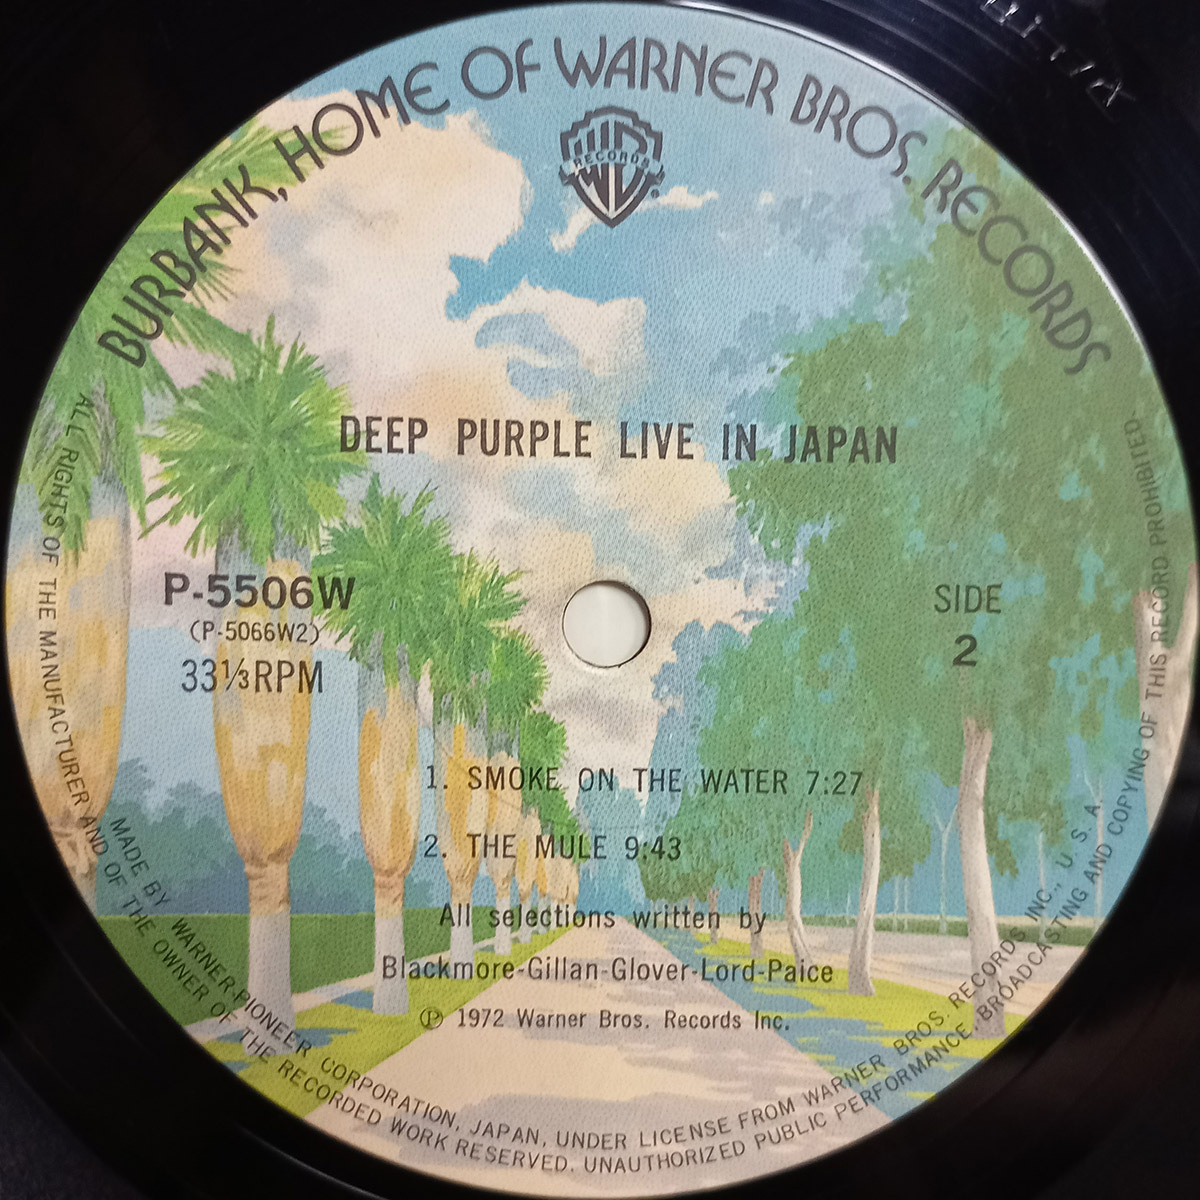 BURBANK, HOME OF WARNER BROS. RECORDS
RECORDS
®
DEEP PURPLE LIVE IN JAPAN
P-5506W
(P-5066W2)
33⅓RPM
SIDE
2
1. SMOKE ON THE WATER 7:27
2. THE MULE 9:43
All selections written by
Blackmore-Gillan-Glover-Lord-Paice
Ⓟ 1972 Warner Bros. Records Inc.
MADE BY WARNER-PIONEER CORPORATION, JAPAN, UNDER LICENSE FROM WARNER BROS. RECORDS INC., U. S. A.
ALL RIGHTS OF THE MANUFACTURER AND OF THE OWNER OF THE RECORDED WORK RESERVED. UNAUTHORIZED PUBLIC PERFORMANCE, BROADCASTING AND COPYING OF THIS RECORD PROHIBITED.